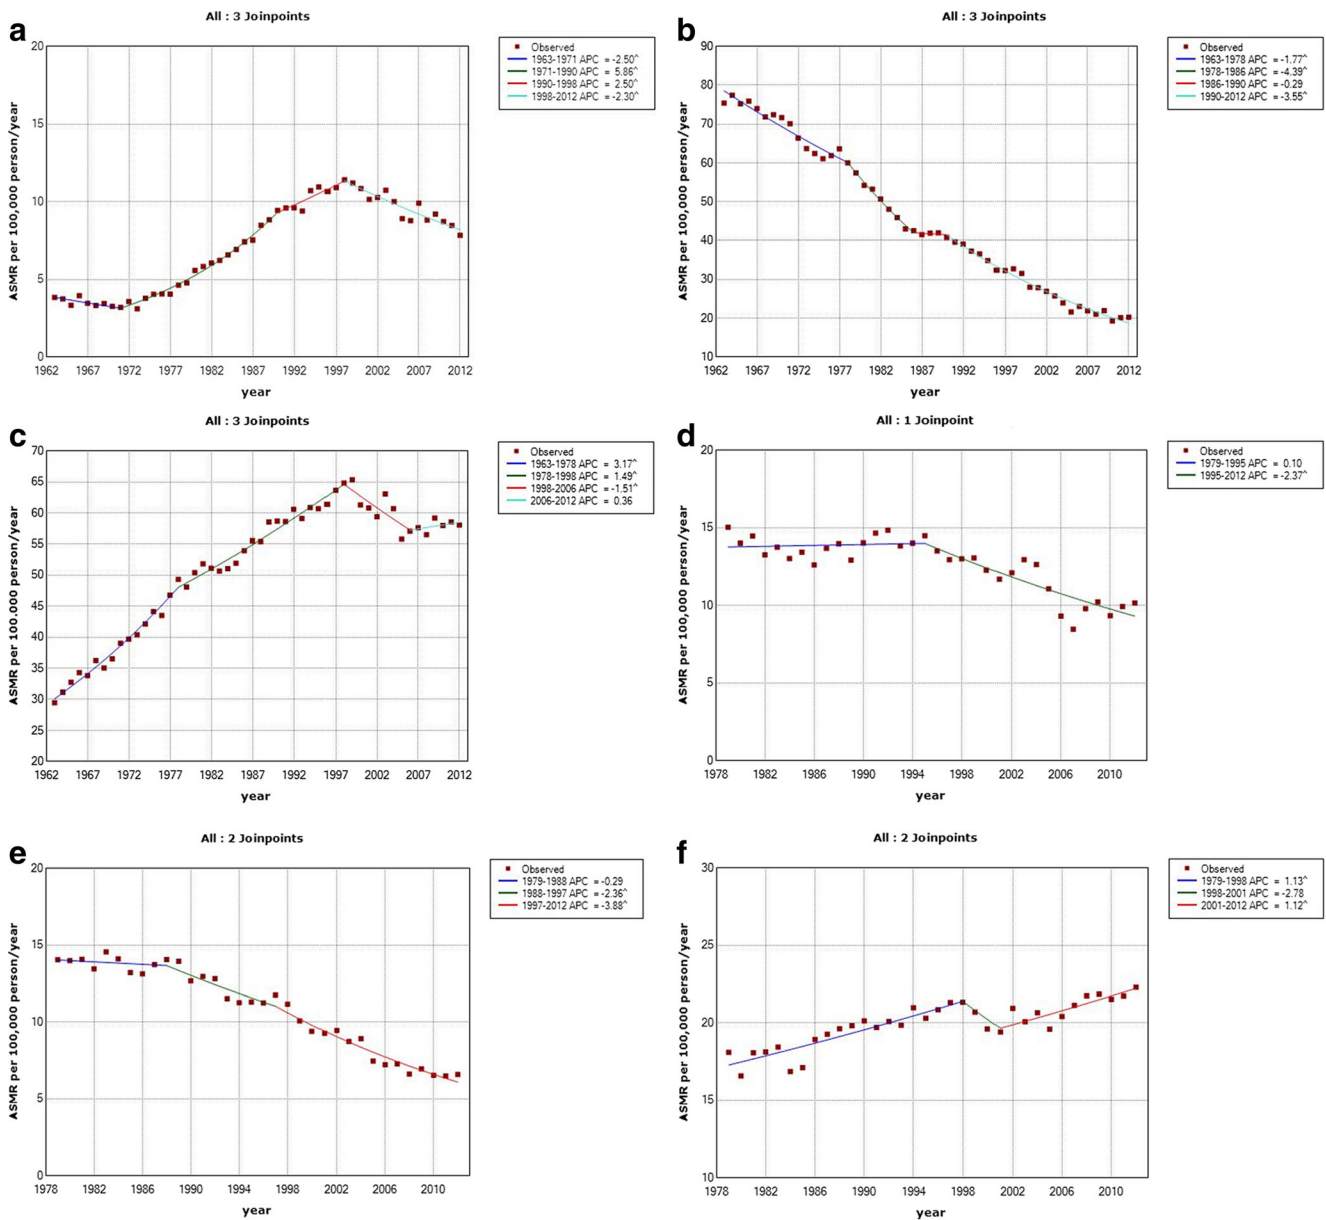 a
All : 3 Joinpoints
Observed
1963-1971 APC = -2.50^
1971-1990 APC = 5.86^
1990-1998 APC = 2.50^
1998-2012 APC = -2.30^
ASMR per 100,000 person/year
20
15
10
5
0
1962 1967 1972 1977 1982 1987 1992 1997 2002 2007 2012
year
b
All : 3 Joinpoints
Observed
1963-1978 APC = -1.77^
1978-1986 APC = -4.39^
1986-1990 APC = -0.29
1990-2012 APC = -3.55^
ASMR per 100,000 person/year
90
80
70
60
50
40
30
20
10
1962 1967 1972 1977 1982 1987 1992 1997 2002 2007 2012
year
c
All : 3 Joinpoints
Observed
1963-1978 APC = 3.17^
1978-1998 APC = 1.49^
1998-2006 APC = -1.51^
2006-2012 APC = 0.36
ASMR per 100.000 person/year
70
65
60
55
50
45
40
35
30
25
20
1962 1967 1972 1977 1982 1987 1992 1997 2002 2007 2012
year
d
All : 1 Joinpoint
Observed
1979-1995 APC = 0.10
1995-2012 APC = -2.37^
ASMR per 100,000 person/year
20
15
10
5
0
1978 1982 1986 1990 1994 1998 2002 2006 2010
year
e
All : 2 Joinpoints
Observed
1979-1988 APC = -0.29
1988-1997 APC = -2.36^
1997-2012 APC = -3.88^
ASMR per 100,000 person/year
20
15
10
5
0
1978 1982 1986 1990 1994 1998 2002 2006 2010
year
f
All : 2 Joinpoints
Observed
1979-1998 APC = 1.13^
1998-2001 APC = -2.78
2001-2012 APC = 1.12^
ASMR per 100,000 person/year
30
25
20
15
10
1978 1982 1986 1990 1994 1998 2002 2006 2010
year